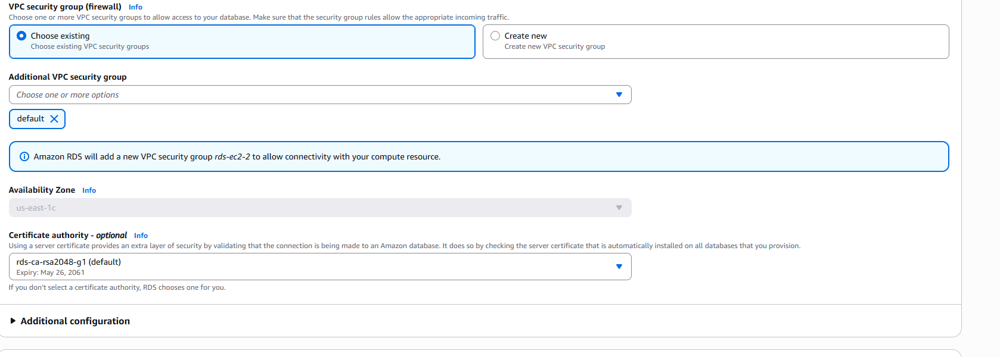 VPC security group (firewall) Info
Choose one or more VPC security groups to allow access to your database. Make sure that the security group rules allow the appropriate incoming traffic.
Choose existing
Choose existing VPC security groups
Create new
Create new VPC security group
Additional VPC security group
Choose one or more options
default
Amazon RDS will add a new VPC security group rds-ec2-2 to allow connectivity with your compute resource.
Availability Zone Info
us-east-1c
Certificate authority - optional Info
Using a server certificate provides an extra layer of security by validating that the connection is being made to an Amazon database. It does so by checking the server certificate that is automatically installed on all databases that you provision.
rds-ca-rsa2048-g1 (default)
Expiry: May 26, 2061
If you don't select a certificate authority, RDS chooses one for you.
Additional configuration